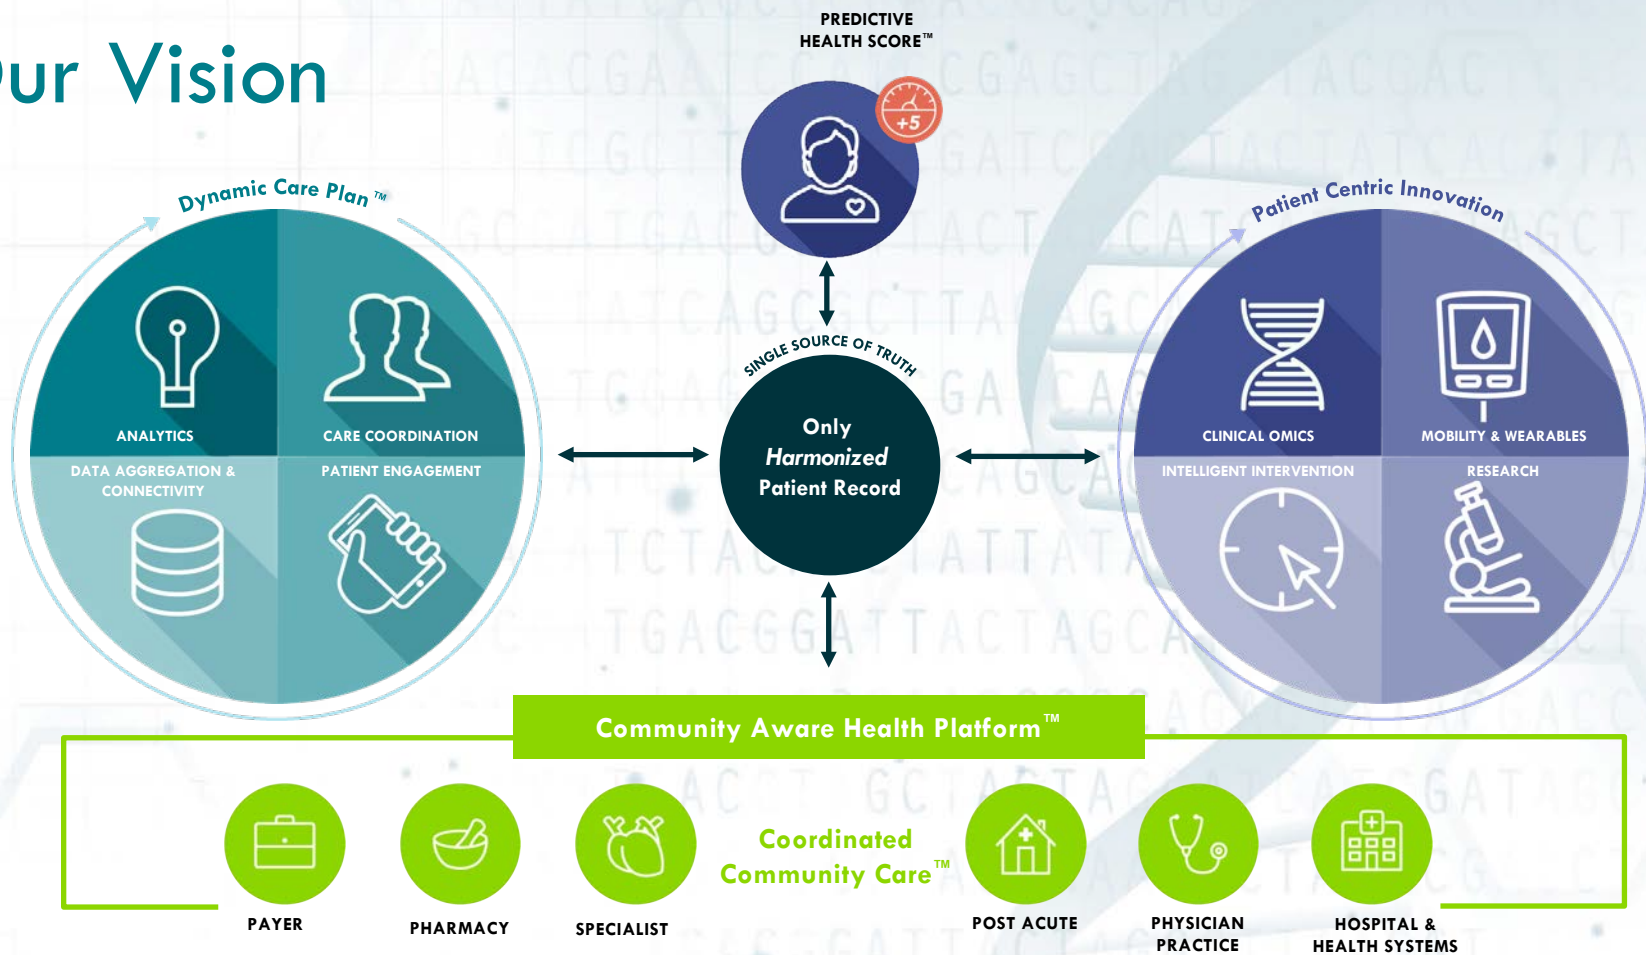 PREDICTIVE
HEALTH SCORE™
ur Vision
+5
Dynamic Care Plan™
Patient Centric Innovation
ANALYTICS
CARE COORDINATION
DATA AGGREGATION &
CONNECTIVITY
PATIENT ENGAGEMENT
SINGLE SOURCE OF TRUTH
Only
Harmonized
Patient Record
CLINICAL OMICS
MOBILITY & WEARABLES
INTELLIGENT INTERVENTION
RESEARCH
Community Aware Health Platform™
Coordinated
Community Care™
PAYER
PHARMACY
SPECIALIST
POST ACUTE
PHYSICIAN
PRACTICE
HOSPITAL &
HEALTH SYSTEMS